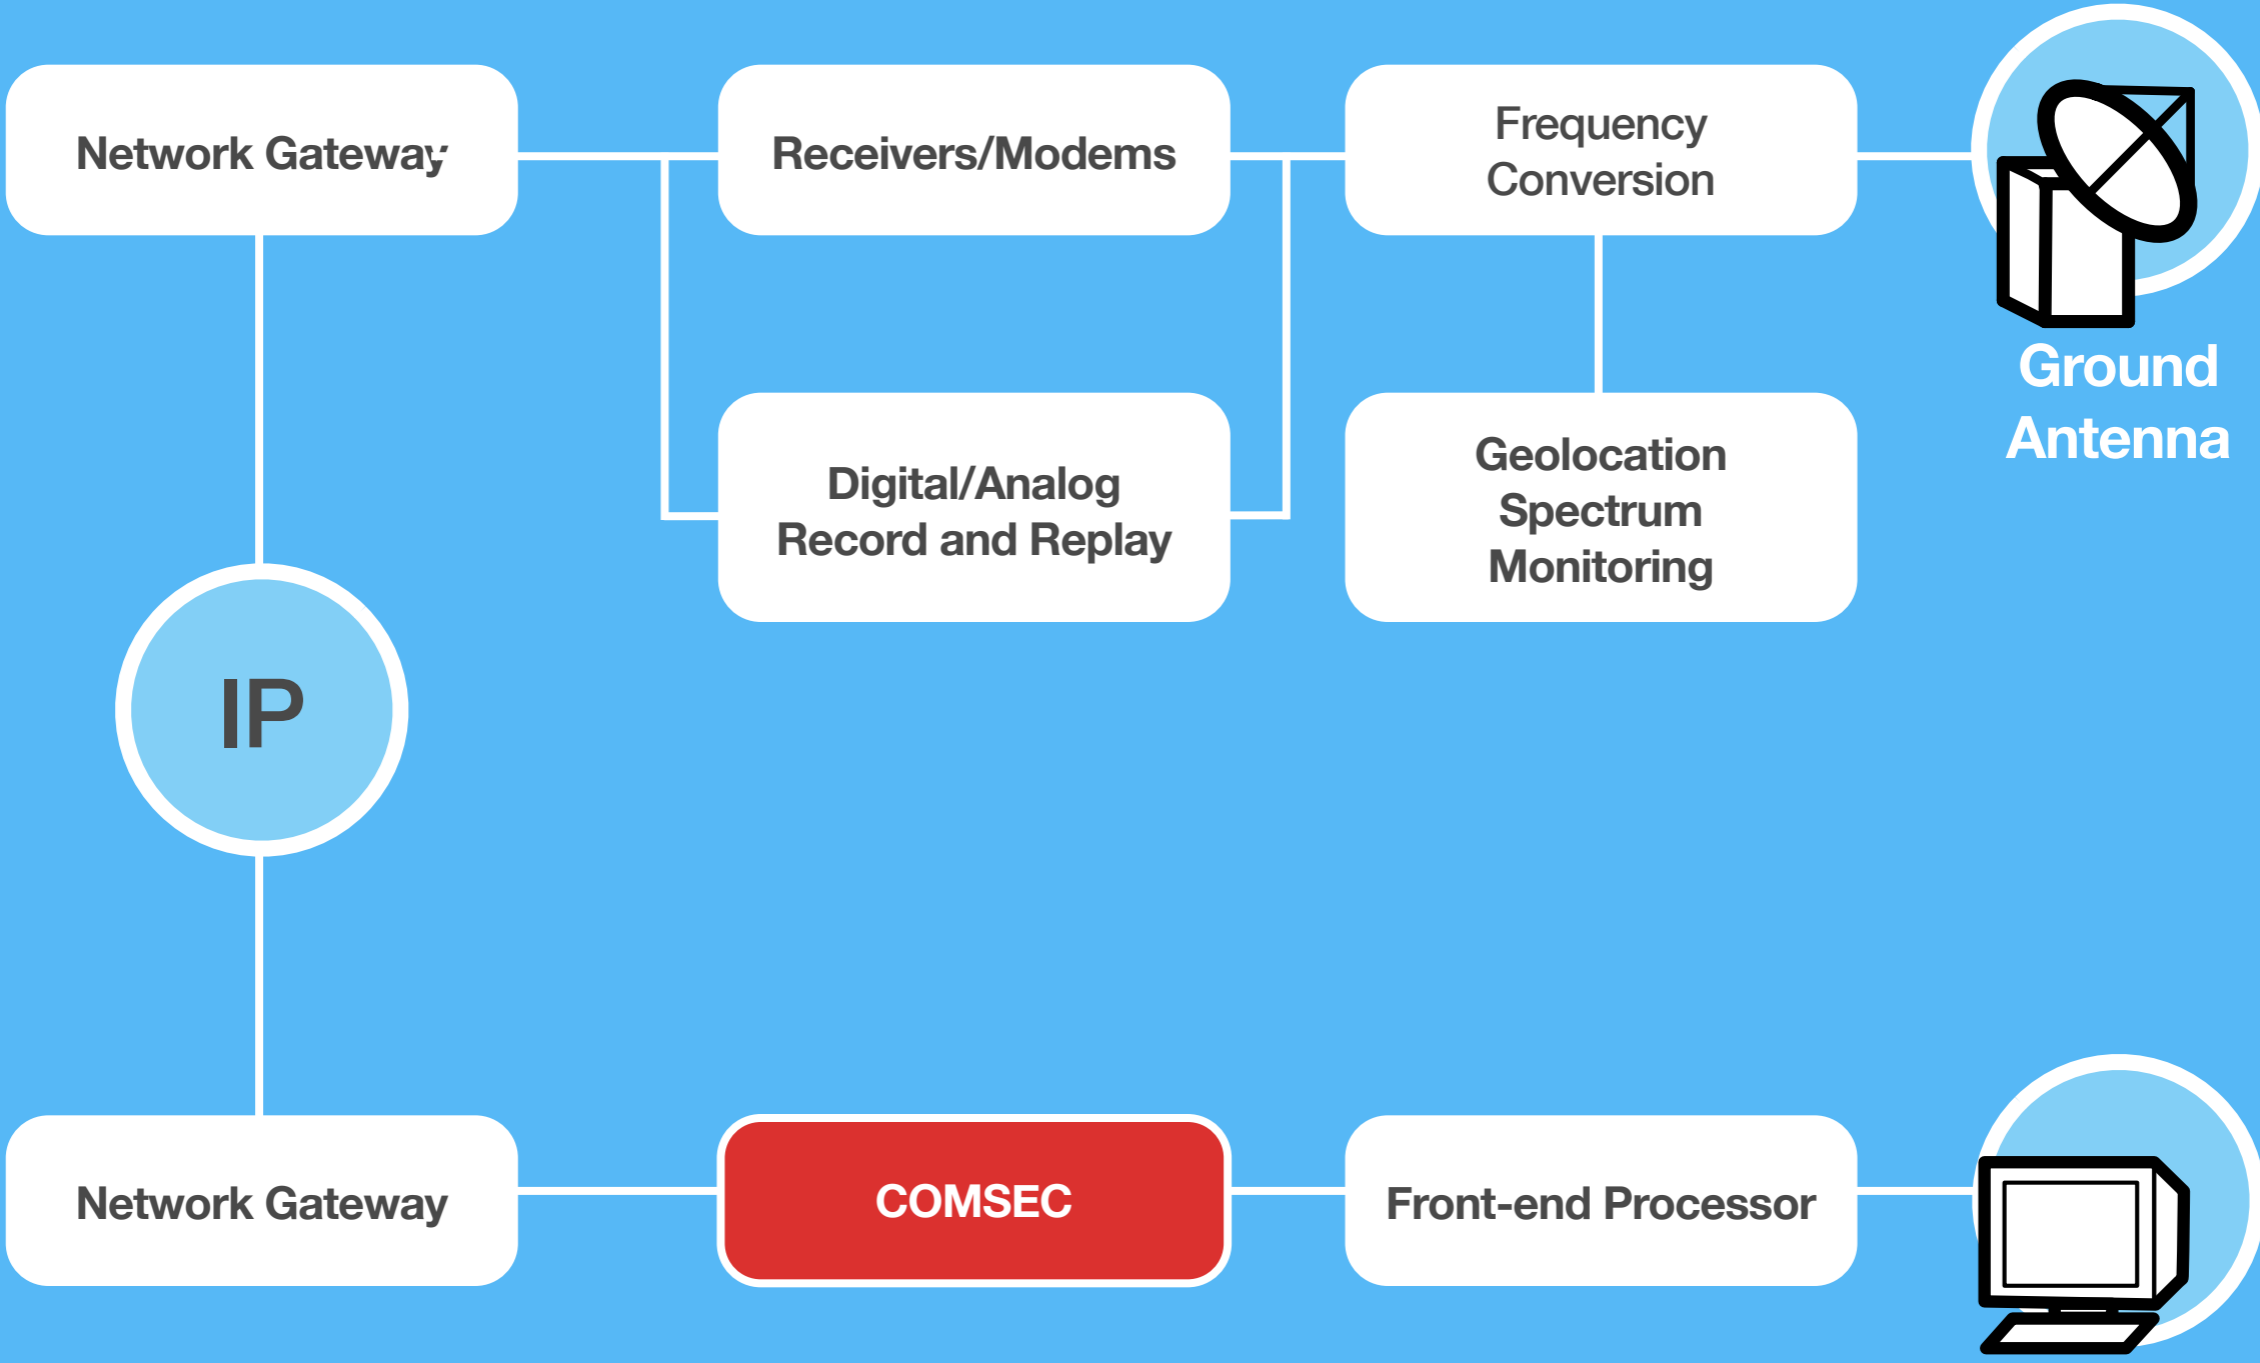 Network Gateway
Receivers/Modems
Frequency
Conversion
Ground
Antenna
Digital/Analog
Record and Replay
Geolocation
Spectrum
Monitoring
IP
Network Gateway
COMSEC
Front-end Processor